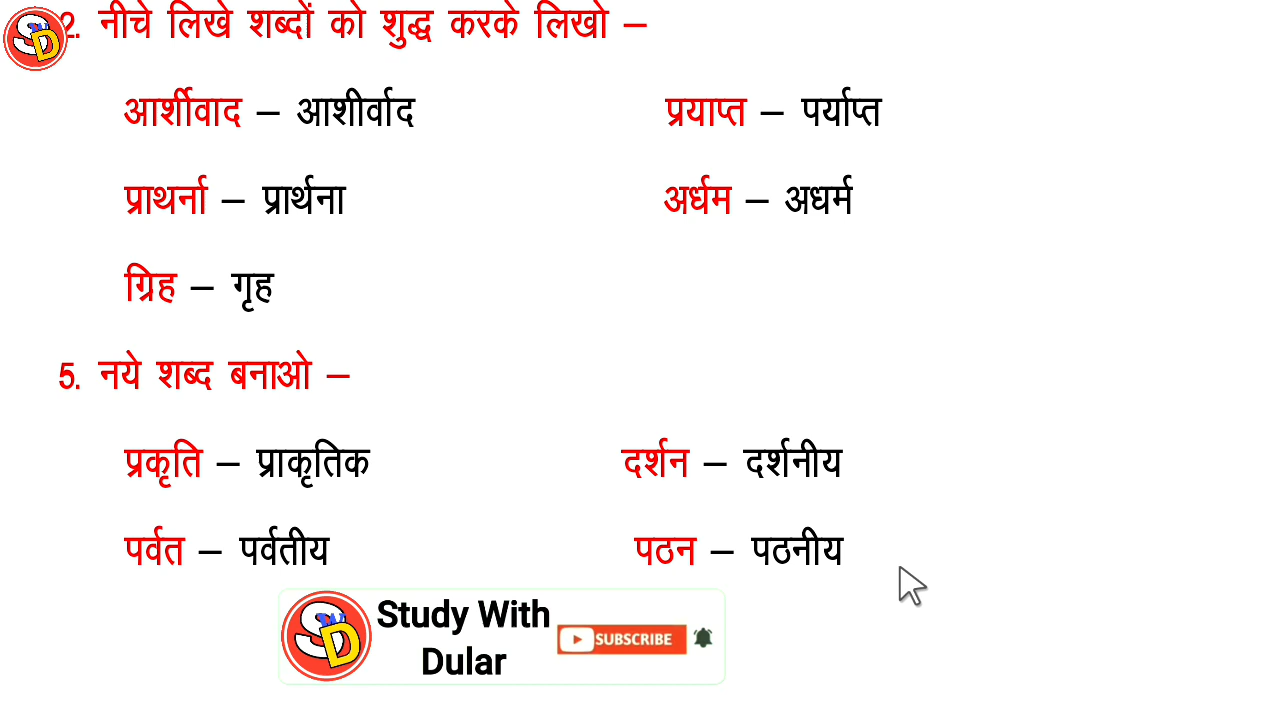 2. नीचे लिखे शब्दों को शुद्ध करके लिखो –
आर्शीवाद – आशीर्वाद प्रयाप्त – पर्याप्त
प्राथर्ना – प्रार्थना अर्धम – अधर्म
ग्रिह – गृह
5. नये शब्द बनाओ –
प्रकृति – प्राकृतिक दर्शन – दर्शनीय
पर्वत – पर्वतीय पठन – पठनीय
Study With
Dular
SUBSCRIBE